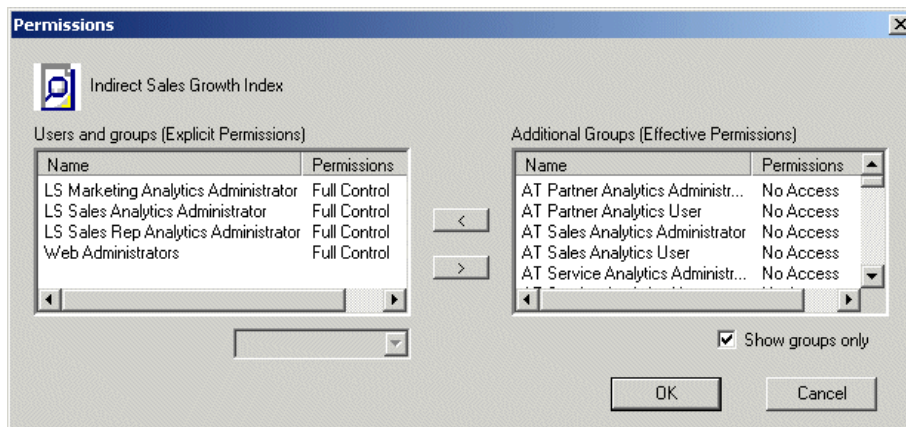 Permissions
Indirect Sales Growth Index
Users and groups (Explicit Permissions)
Name Permissions
LS Marketing Analytics Administrator Full Control
LS Sales Analytics Administrator Full Control
LS Sales Rep Analytics Administrator Full Control
Web Administrators Full Control
<
>
Additional Groups (Effective Permissions)
Name Permissions
AT Partner Analytics Administr... No Access
AT Partner Analytics User No Access
AT Sales Analytics Administrator No Access
AT Sales Analytics User No Access
AT Service Analytics Administr... No Access
Show groups only
OK Cancel